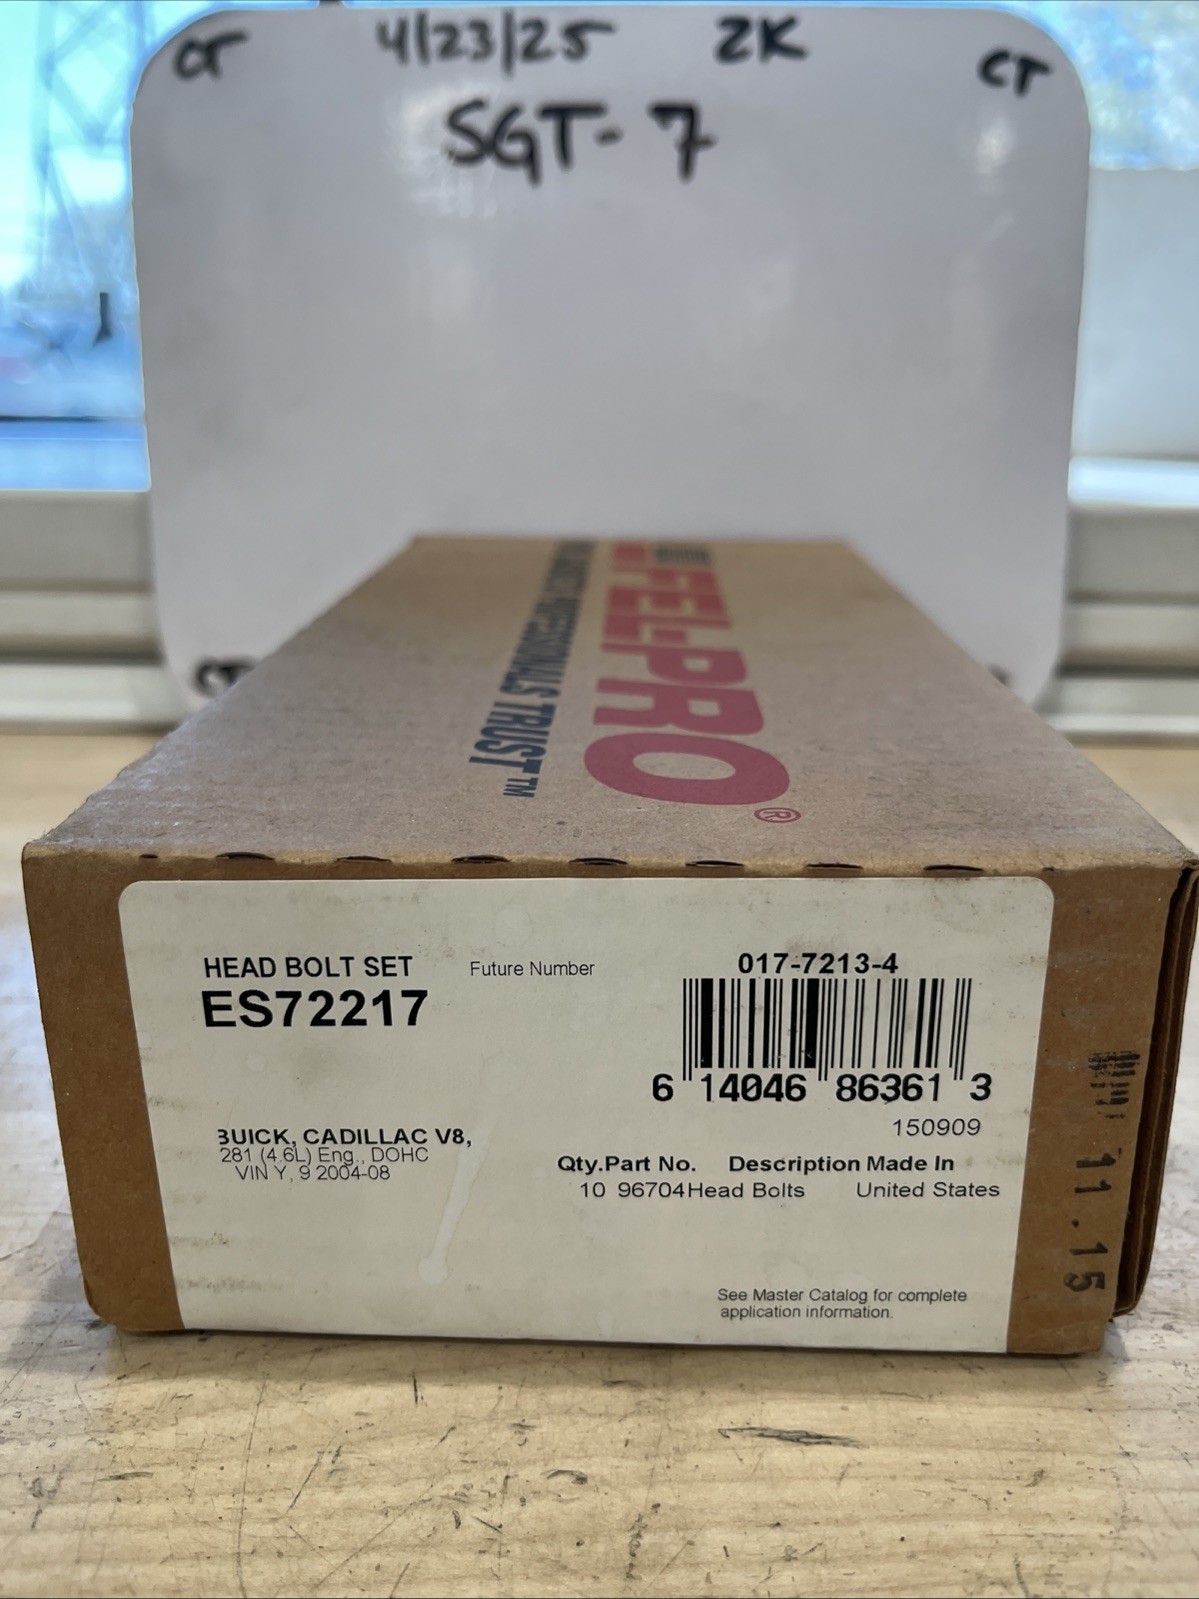 CT 4/23/25 ZK CT
SGT-7
FEL-PRO®
PROFESSIONALS TRUST™
HEAD BOLT SET
ES72217
Future Number
017-7213-4
6 14046 86361 3
150909
BUICK, CADILLAC V8,
281 (4.6L) Eng., DOHC
VIN Y, 9 2004-08
Qty. Part No. Description Made In
10 96704 Head Bolts United States
See Master Catalog for complete
application information.
11.15